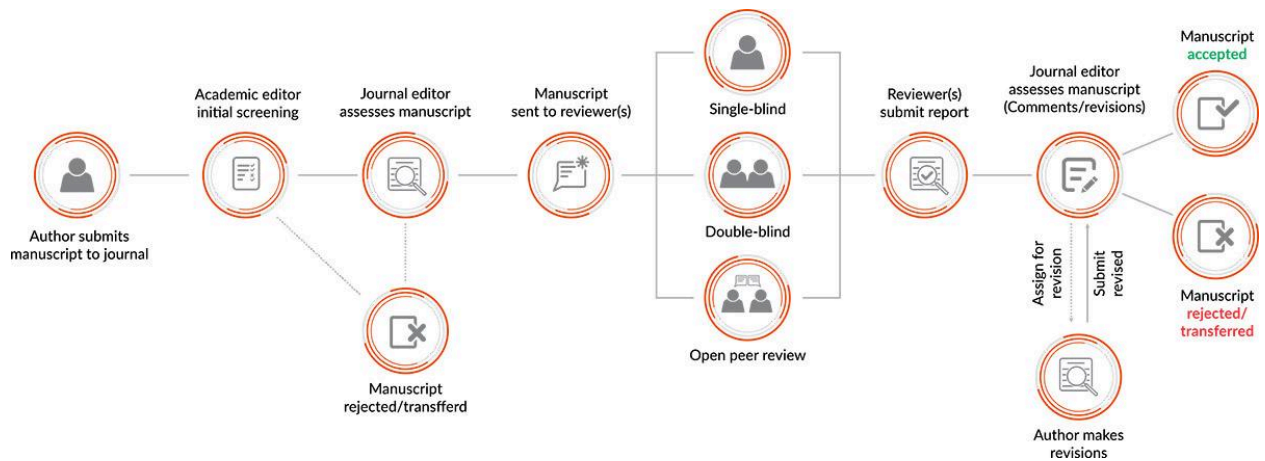 Author submits
manuscript to journal
Academic editor
initial screening
Journal editor
assesses manuscript
Manuscript
rejected/transfferd
Manuscript
sent to reviewer(s)
Single-blind
Double-blind
Open peer review
Reviewer(s)
submit report
Journal editor
assesses manuscript
(Comments/revisions)
Assign for
revision
Submit
revised
Author makes
revisions
Manuscript
accepted
Manuscript
rejected/
transferred